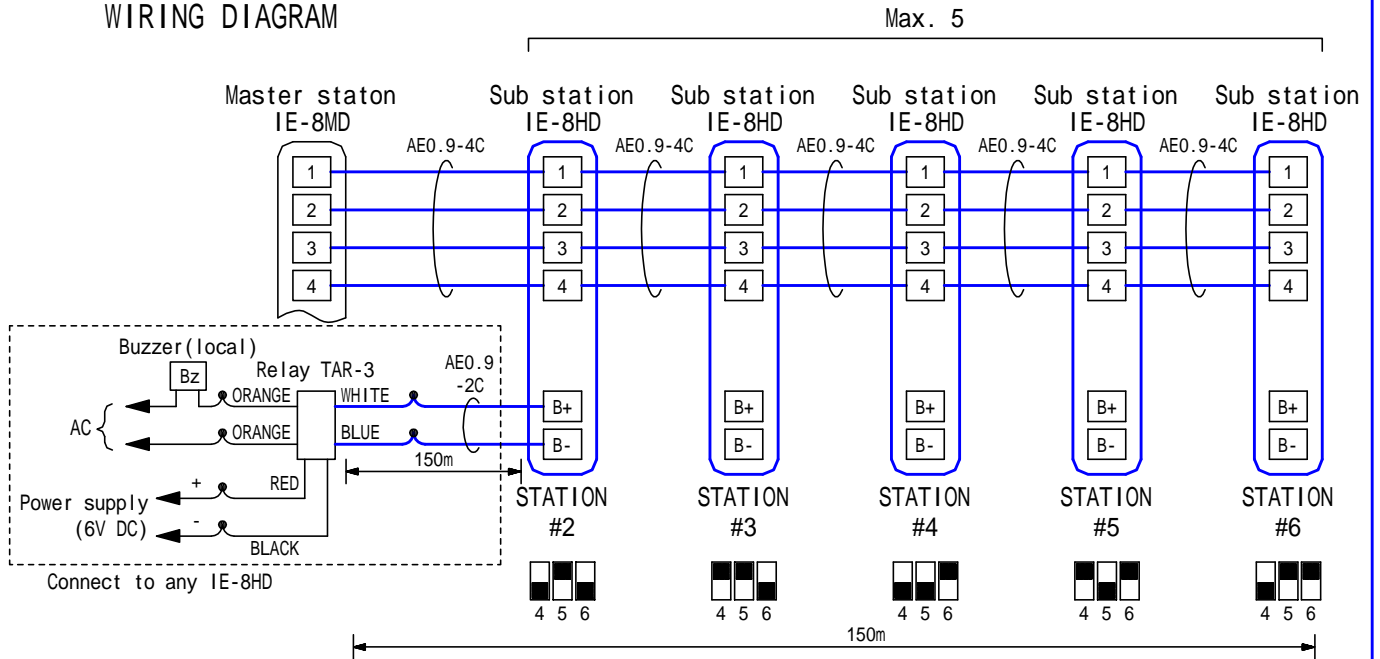 WIRING DIAGRAM
Max. 5
Master staton
IE-8MD
Sub station
IE-8HD
Sub station
IE-8HD
Sub station
IE-8HD
Sub station
IE-8HD
Sub station
IE-8HD
AE0.9-4C
AE0.9-4C
AE0.9-4C
AE0.9-4C
AE0.9-4C
1 1 1 1 1 1
2 2 2 2 2 2
3 3 3 3 3 3
4 4 4 4 4 4
Buzzer(local)
Bz
Relay TAR-3
AE0.9
-2C
ORANGE
WHITE
AC
ORANGE
BLUE
150m
B+ B+ B+ B+ B+
B- B- B- B- B-
Power supply
(6V DC)
+
-
RED
BLACK
Connect to any IE-8HD
STATION
#2
STATION
#3
STATION
#4
STATION
#5
STATION
#6
4 5 6
4 5 6
4 5 6
4 5 6
4 5 6
150m